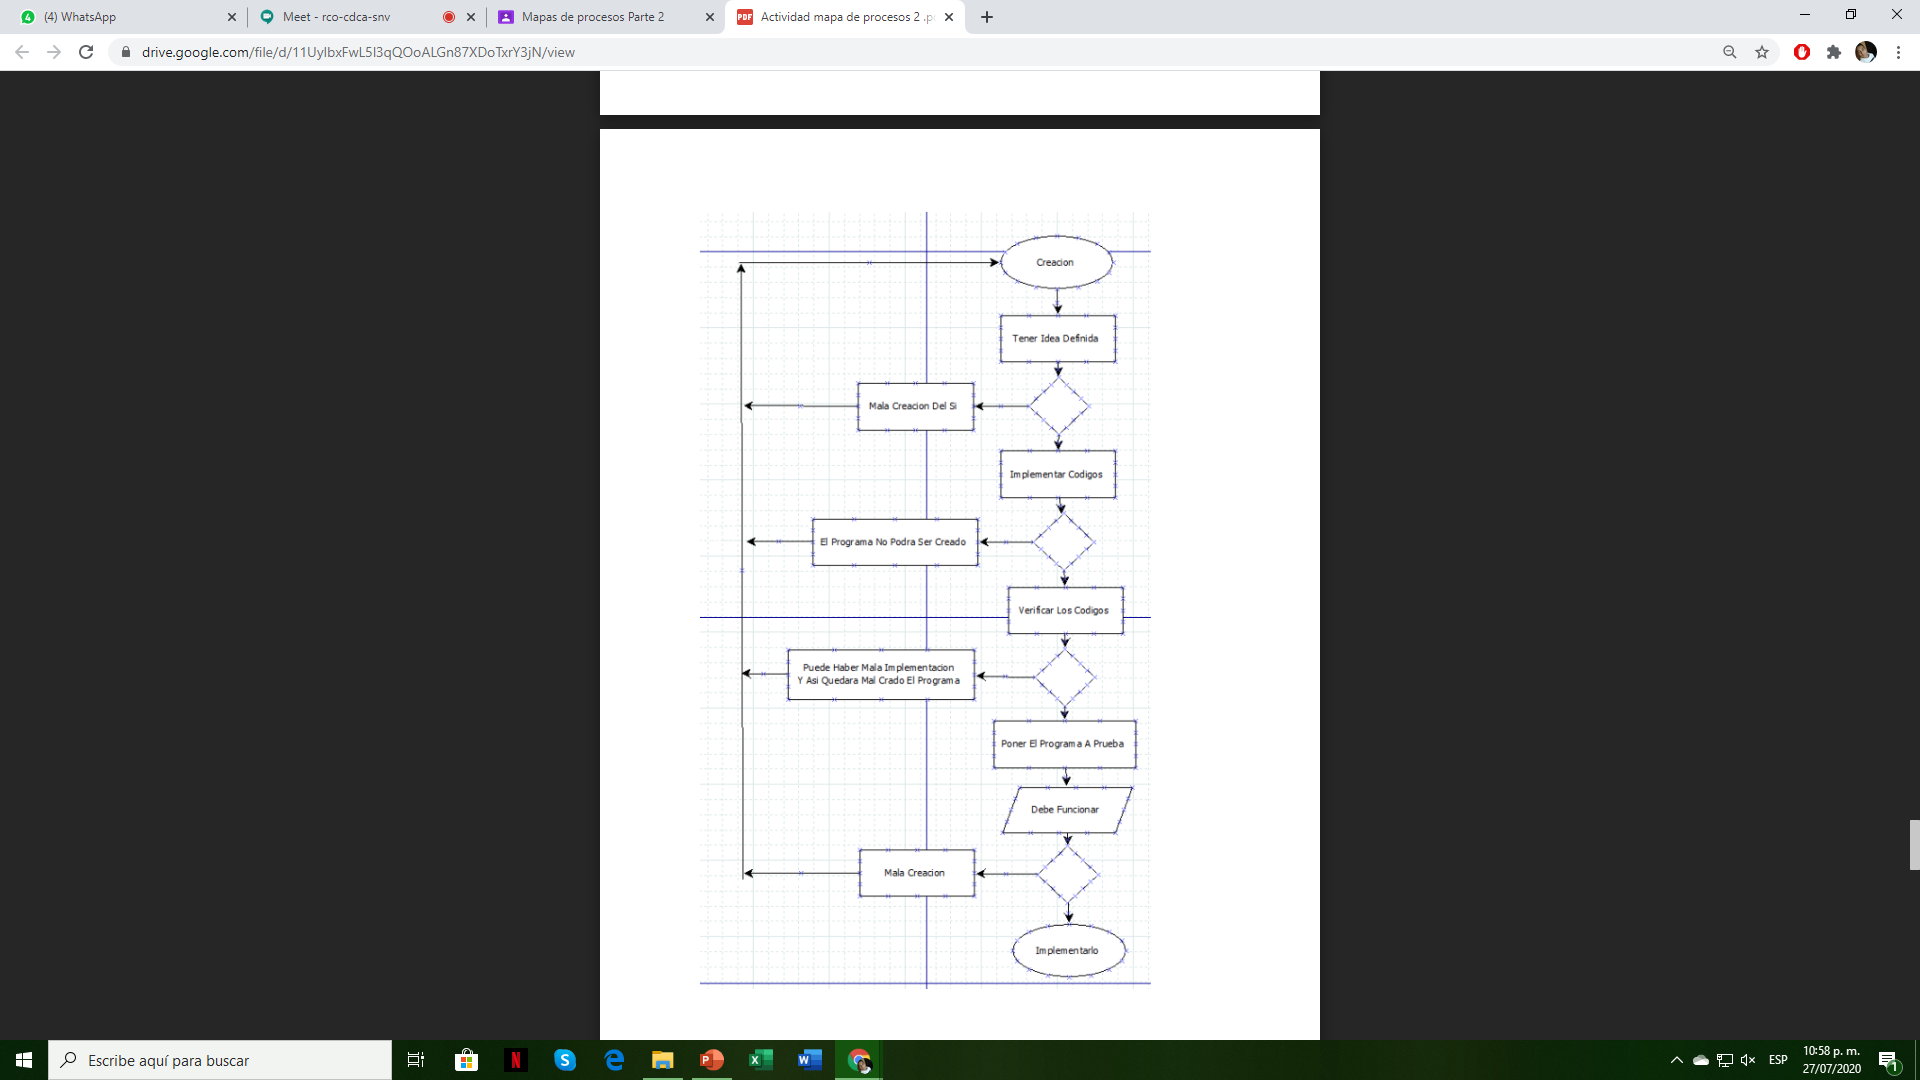 (4) WhatsApp
Meet - rco-cdca-snv
Mapas de procesos Parte 2
PDF
Actividad mapa de procesos 2 .p
drive.google.com/file/d/11UyIbxFwL5I3qQOoALGn87XDoTxrY3jN/view
Creacion
Tener Idea Definida
Mala Creacion Del Si
Implementar Codigos
El Programa No Podra Ser Creado
Verificar Los Codigos
Puede Haber Mala Implementacion
Y Asi Quedara Mal Crado El Programa
Poner El Programa A Prueba
Debe Funcionar
Mala Creacion
Implementarlo
Escribe aquí para buscar
ESP
10:58 p. m.
27/07/2020
1